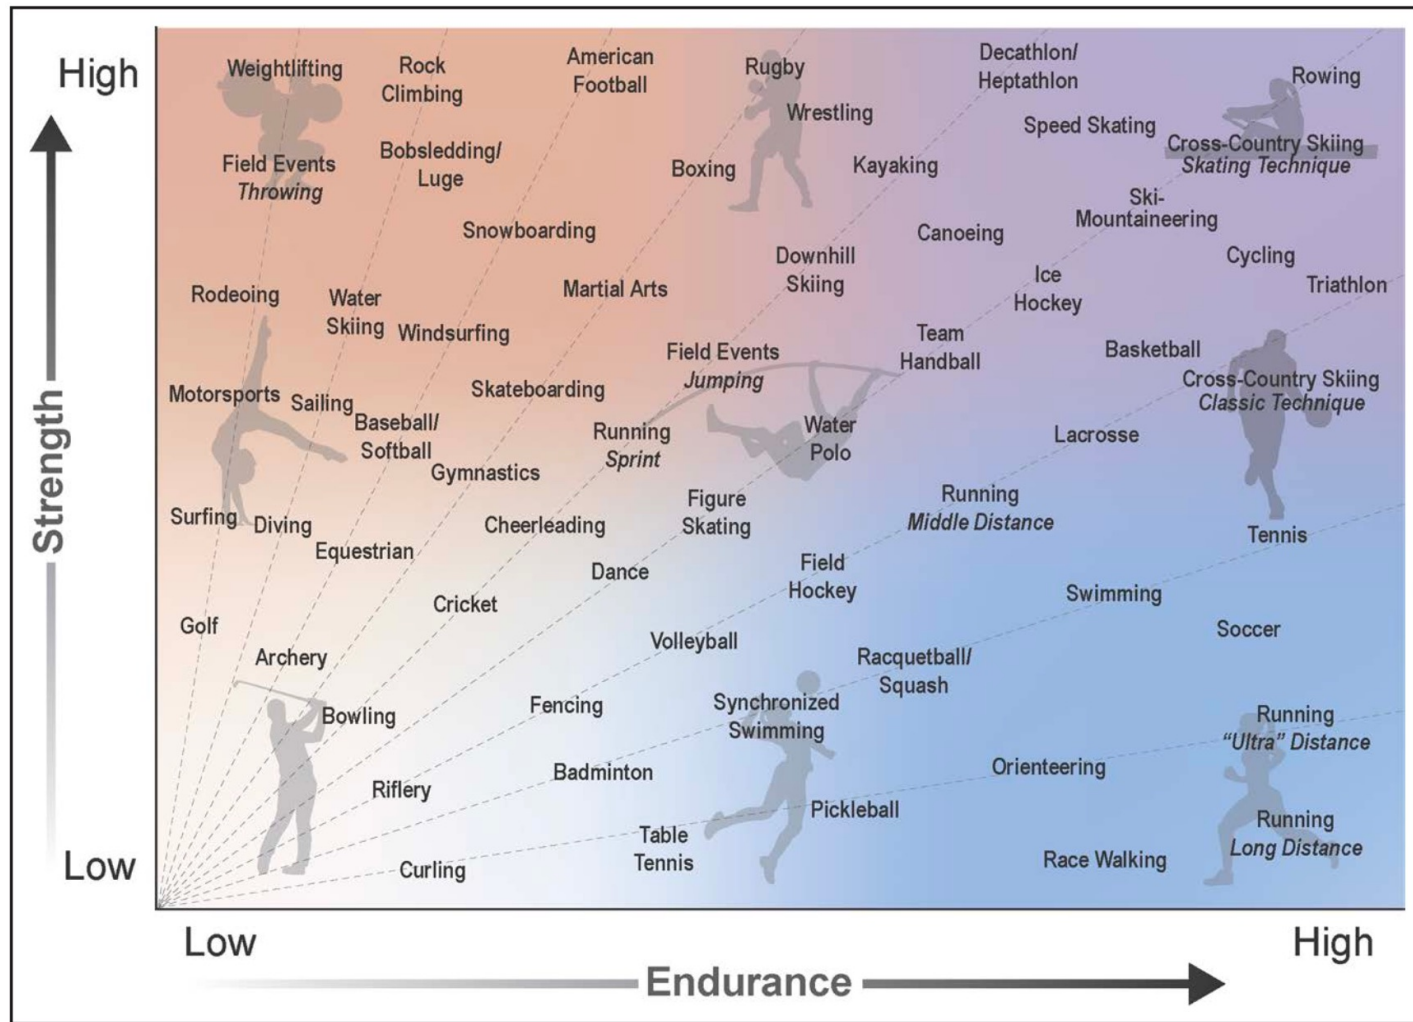 High
Weightlifting
Rock
Climbing
American
Football
Rugby
Wrestling
Decathlon/
Heptathlon
Rowing
Speed Skating
Cross-Country Skiing
Skating Technique
Field Events
Throwing
Bobsledding/
Luge
Boxing
Kayaking
Ski-
Mountaineering
Snowboarding
Canoeing
Cycling
Downhill
Skiing
Ice
Hockey
Triathlon
Rodeoing
Water
Skiing
Martial Arts
Windsurfing
Team
Handball
Basketball
Field Events
Jumping
Cross-Country Skiing
Classic Technique
Motorsports
Sailing
Skateboarding
Baseball/
Softball
Running
Sprint
Water
Polo
Lacrosse
Gymnastics
Figure
Skating
Running
Middle Distance
Surfing
Diving
Cheerleading
Tennis
Equestrian
Dance
Field
Hockey
Swimming
Cricket
Golf
Soccer
Volleyball
Archery
Racquetball/
Squash
Bowling
Fencing
Synchronized
Swimming
Running
“Ultra” Distance
Badminton
Orienteering
Riflery
Pickleball
Running
Long Distance
Table
Tennis
Race Walking
Curling
Low
Strength
Low
High
Endurance